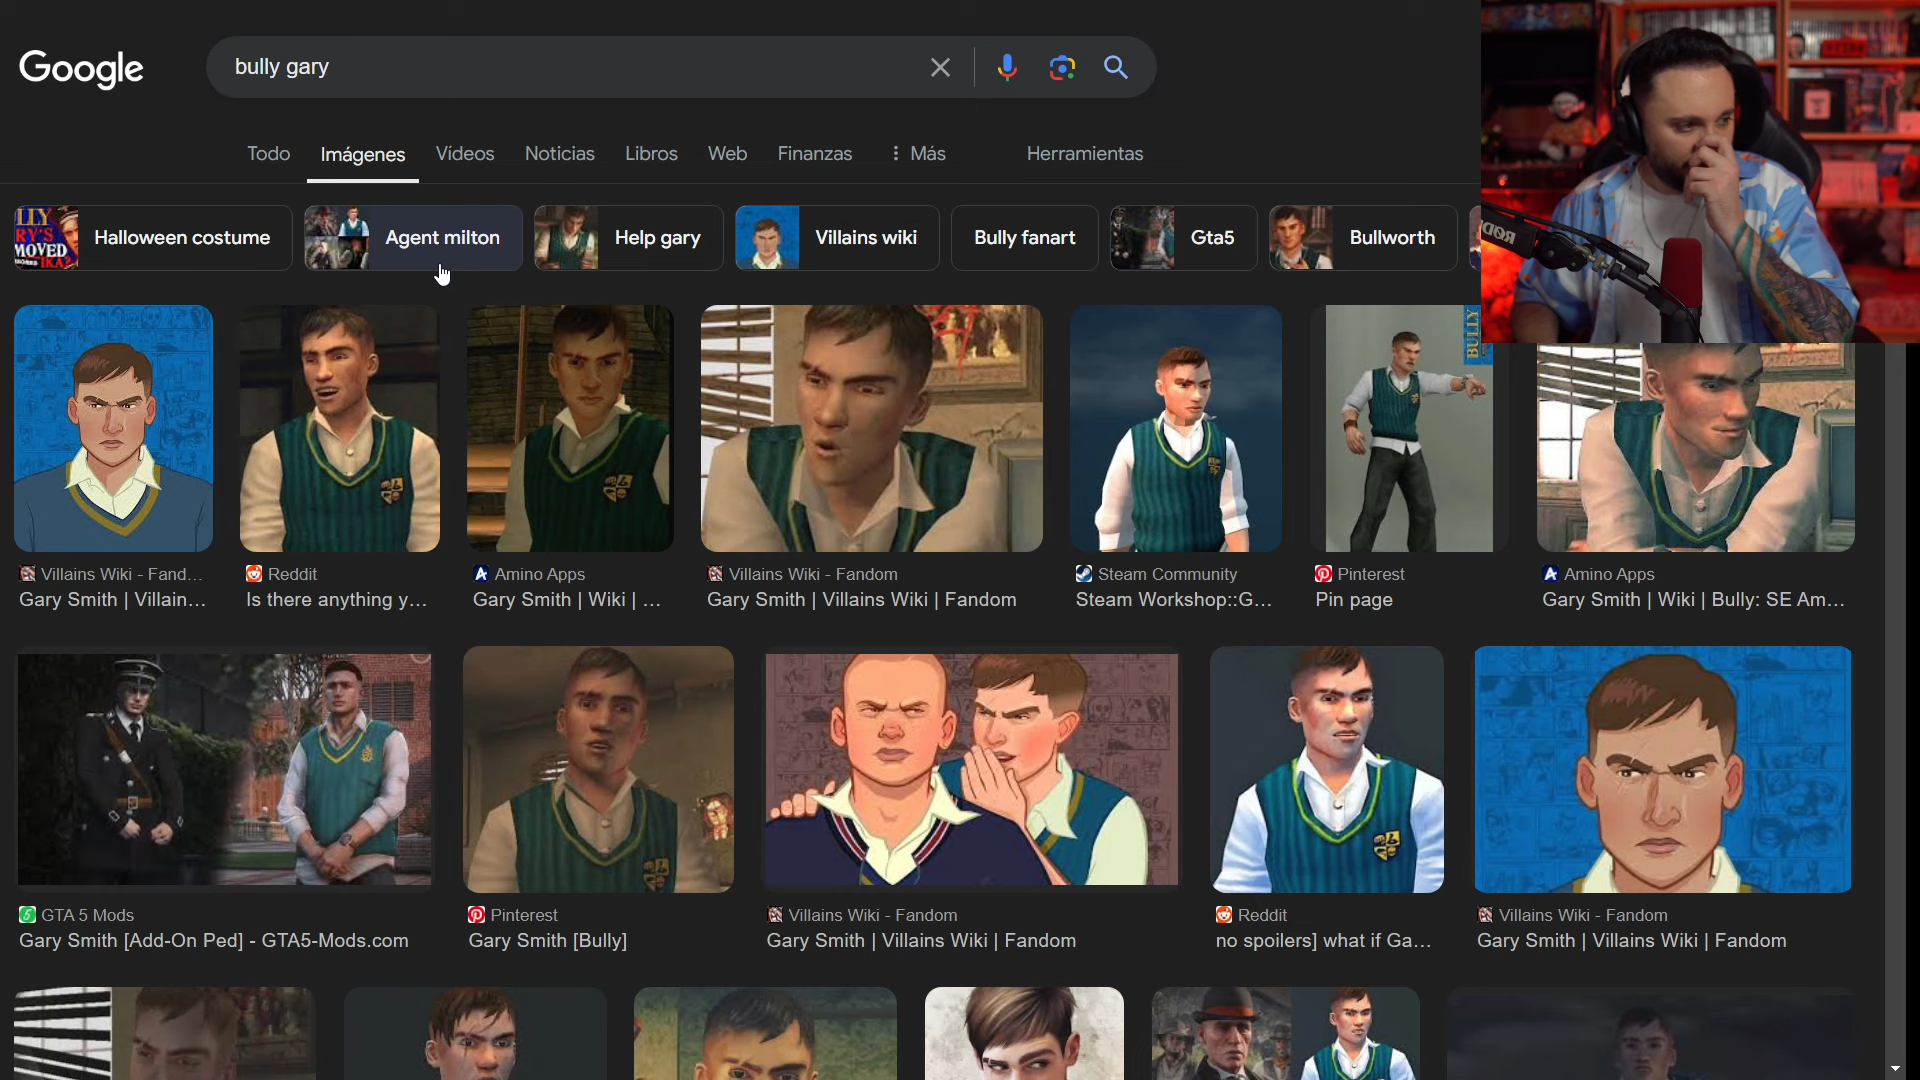 Google
bully gary
Todo
Imágenes
Vídeos
Noticias
Libros
Web
Finanzas
Más
Herramientas
Halloween costume
Agent milton
Help gary
Villains wiki
Bully fanart
Gta5
Bullworth
BULLY
RØDE
Villains Wiki - Fand...
Gary Smith | Villain...
Reddit
Is there anything y...
Amino Apps
Gary Smith | Wiki | ...
Villains Wiki - Fandom
Gary Smith | Villains Wiki | Fandom
Steam Community
Steam Workshop::G...
Pinterest
Pin page
Amino Apps
Gary Smith | Wiki | Bully: SE Am...
GTA 5 Mods
Gary Smith [Add-On Ped] - GTA5-Mods.com
Pinterest
Gary Smith [Bully]
Villains Wiki - Fandom
Gary Smith | Villains Wiki | Fandom
Reddit
no spoilers] what if Ga...
Villains Wiki - Fandom
Gary Smith | Villains Wiki | Fandom